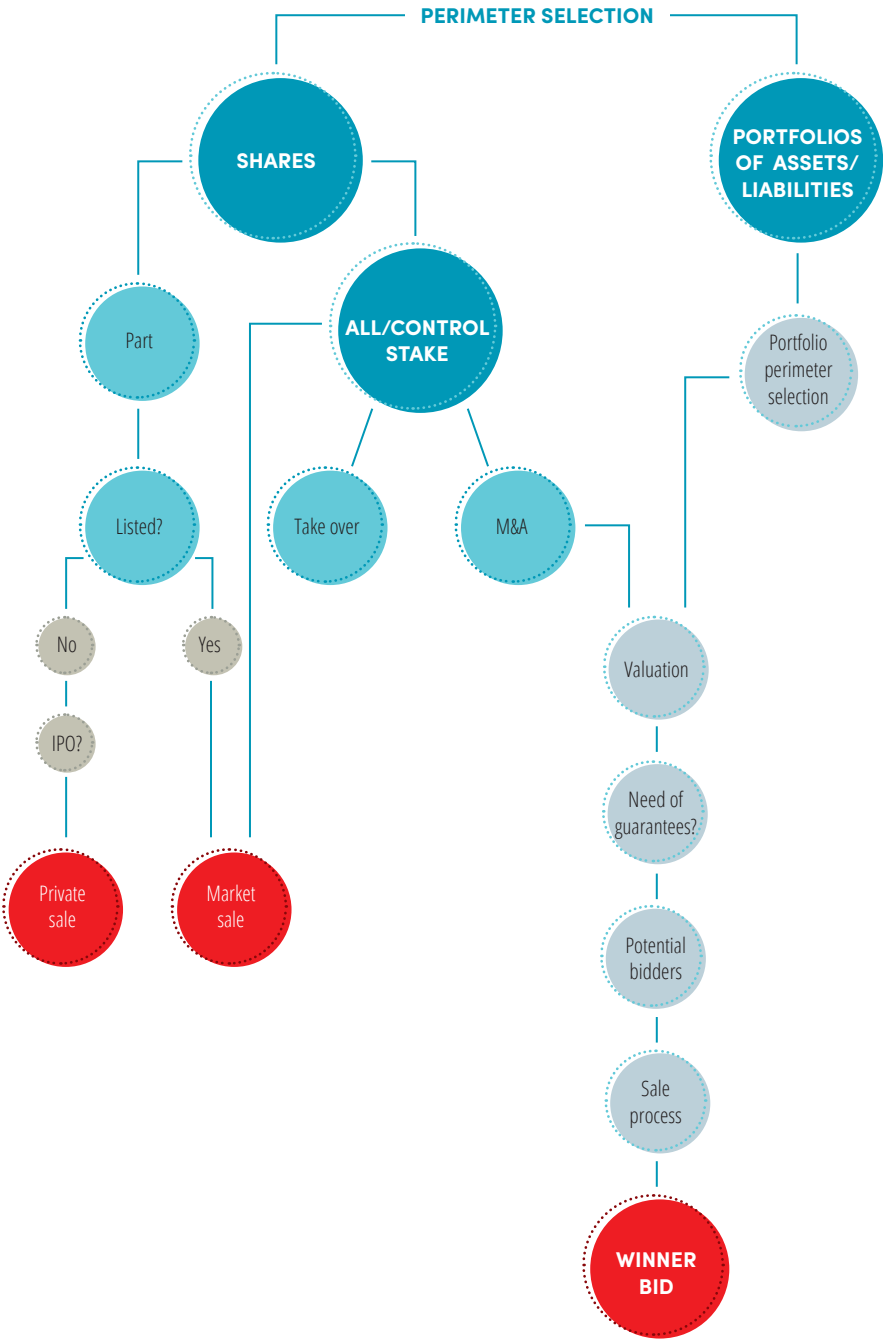 PERIMETER SELECTION
SHARES
PORTFOLIOS
OF ASSETS/
LIABILITIES
Part
ALL/CONTROL
STAKE
Portfolio
perimeter
selection
Listed?
Take over
M&A
No
Yes
Valuation
IPO?
Need of
guarantees?
Private
sale
Market
sale
Potential
bidders
Sale
process
WINNER
BID